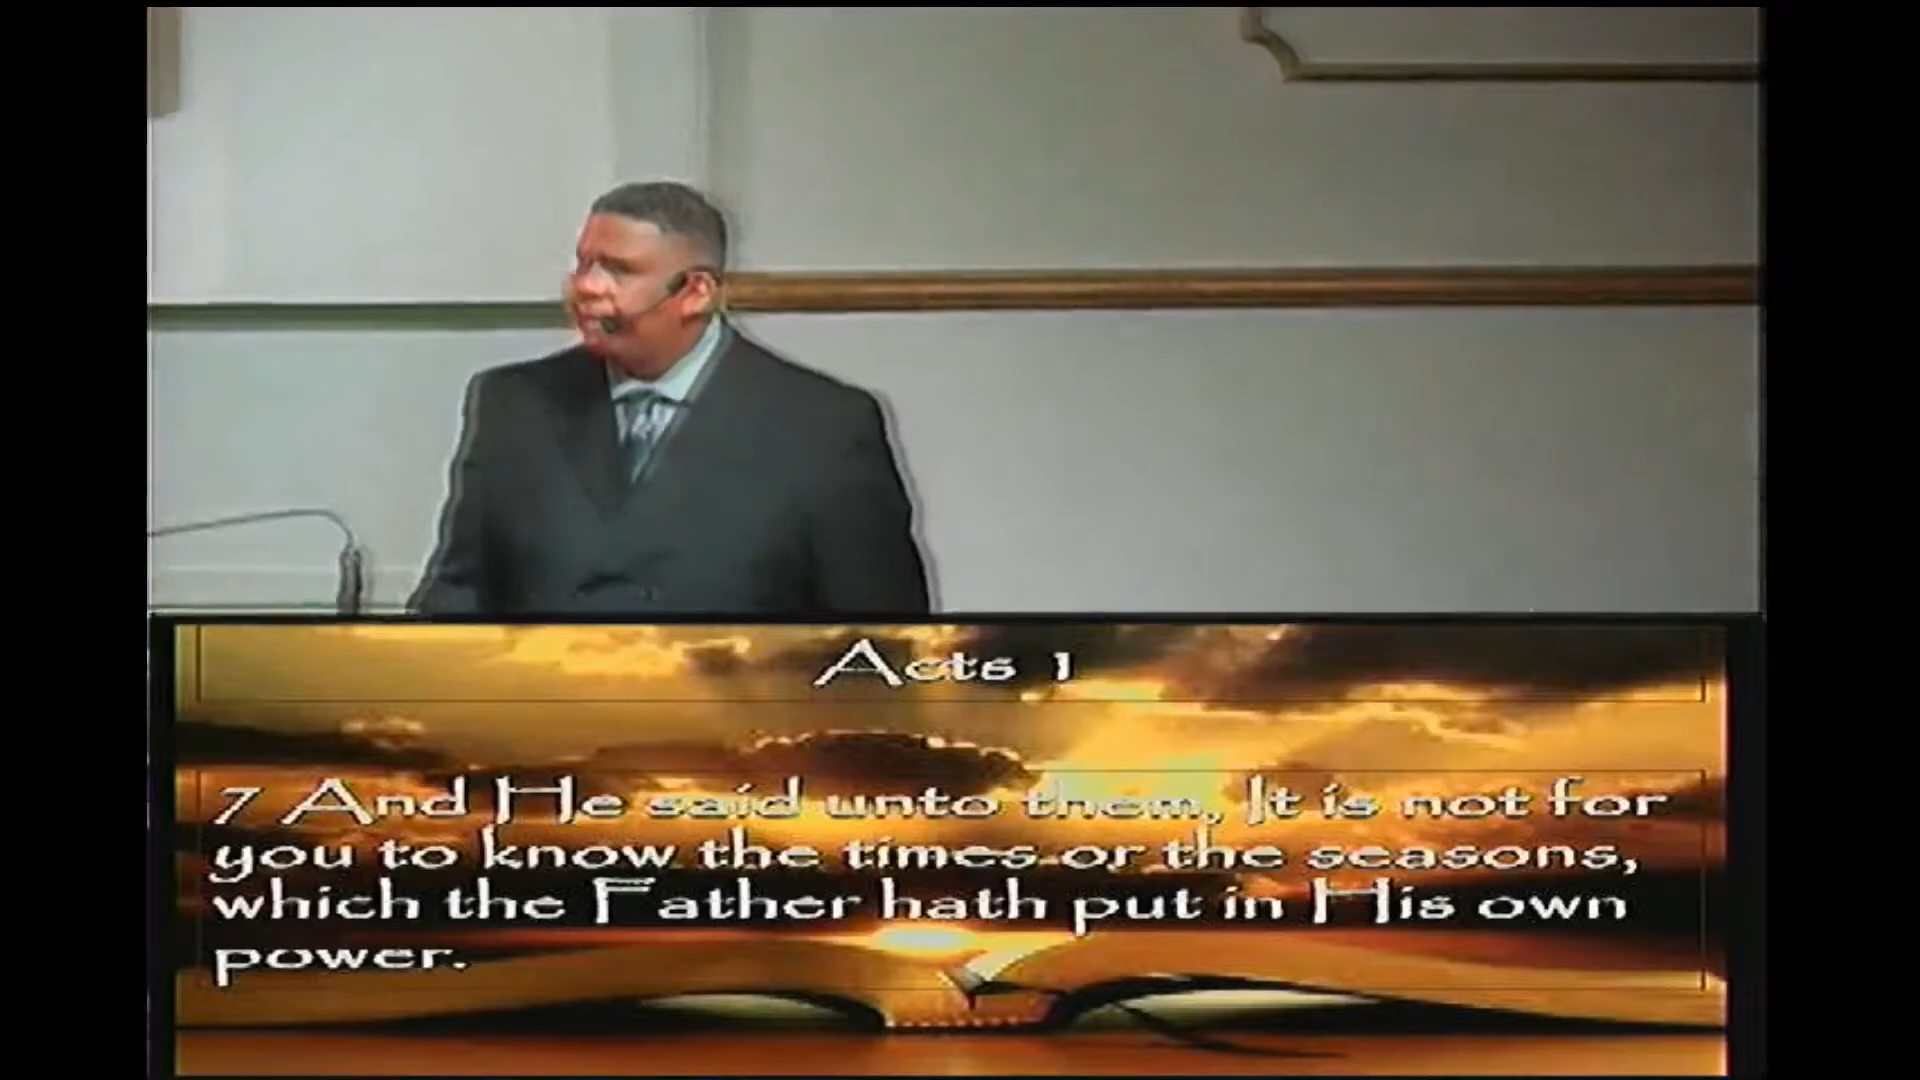 Acts 1
7 And He said unto them, It is not for
you to know the times or the seasons,
which the Father hath put in His own
power.